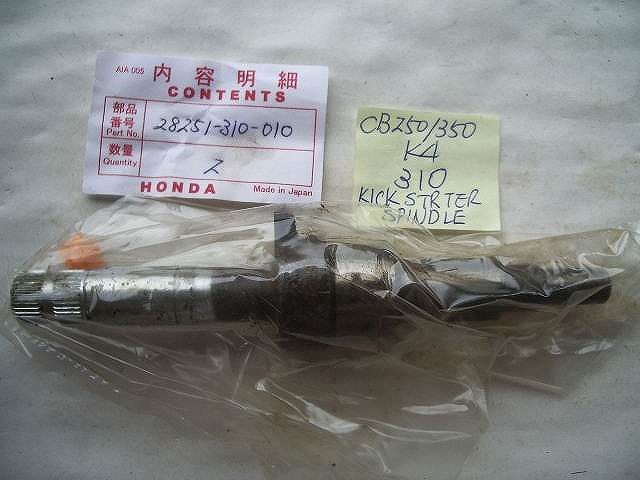 AIA 005 内容明細
CONTENTS
部品
番号
Part No.
28251-310-010
数量
Quantity
2
HONDA Made in Japan
CB250/350
K4
310
KICK STRTER
SPINDLE